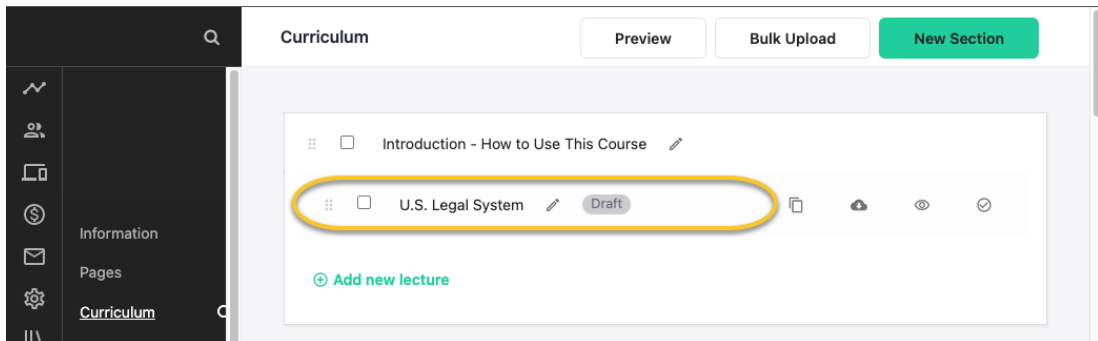 Curriculum
Preview
Bulk Upload
New Section
Introduction - How to Use This Course
U.S. Legal System
Draft
Add new lecture
Information
Pages
Curriculum